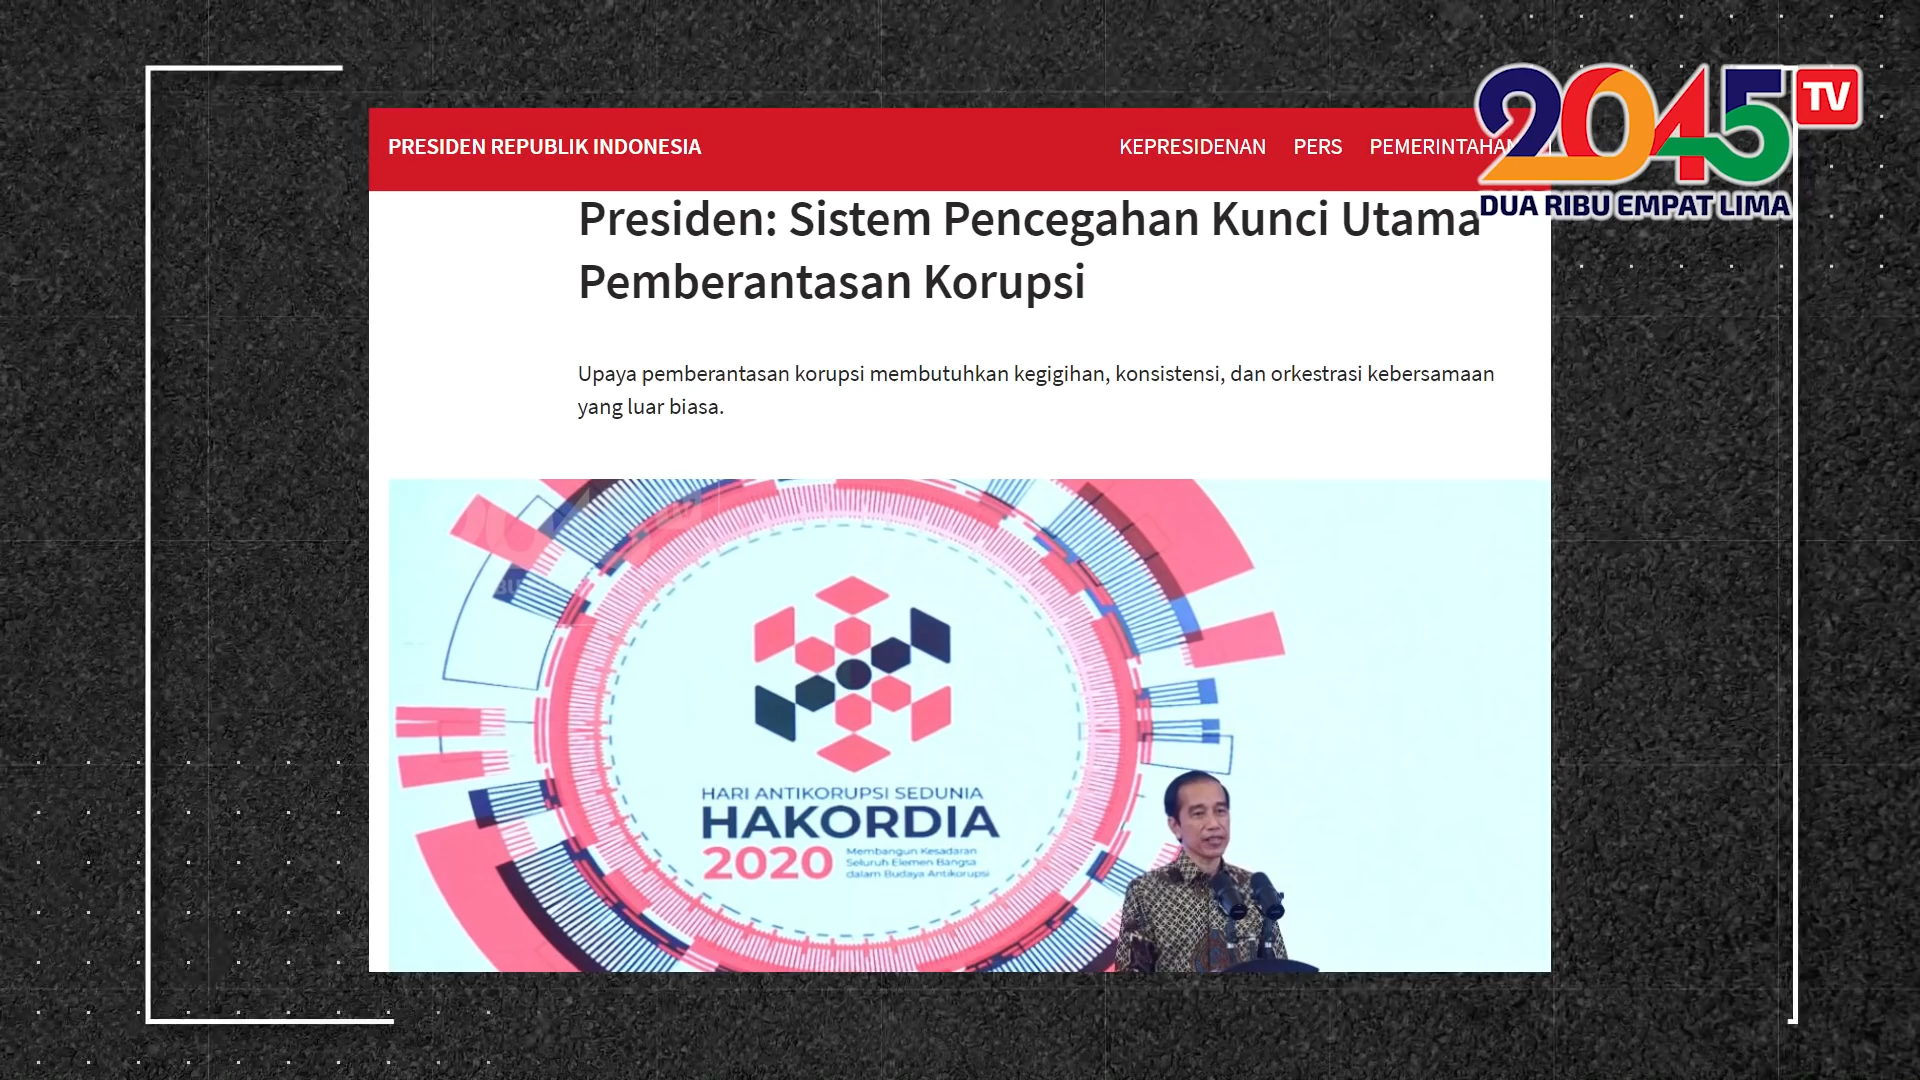 2045 TV
DUA RIBU EMPAT LIMA
PRESIDEN REPUBLIK INDONESIA
KEPRESIDENAN PERS PEMERINTAHAN
Presiden: Sistem Pencegahan Kunci Utama
Pemberantasan Korupsi
Upaya pemberantasan korupsi membutuhkan kegigihan, konsistensi, dan orkestrasi kebersamaan
yang luar biasa.
HARI ANTIKORUPSI SEDUNIA
HAKORDIA
2020
Membangun Kesadaran
Seluruh Elemen Bangsa
dalam Budaya Antikorupsi